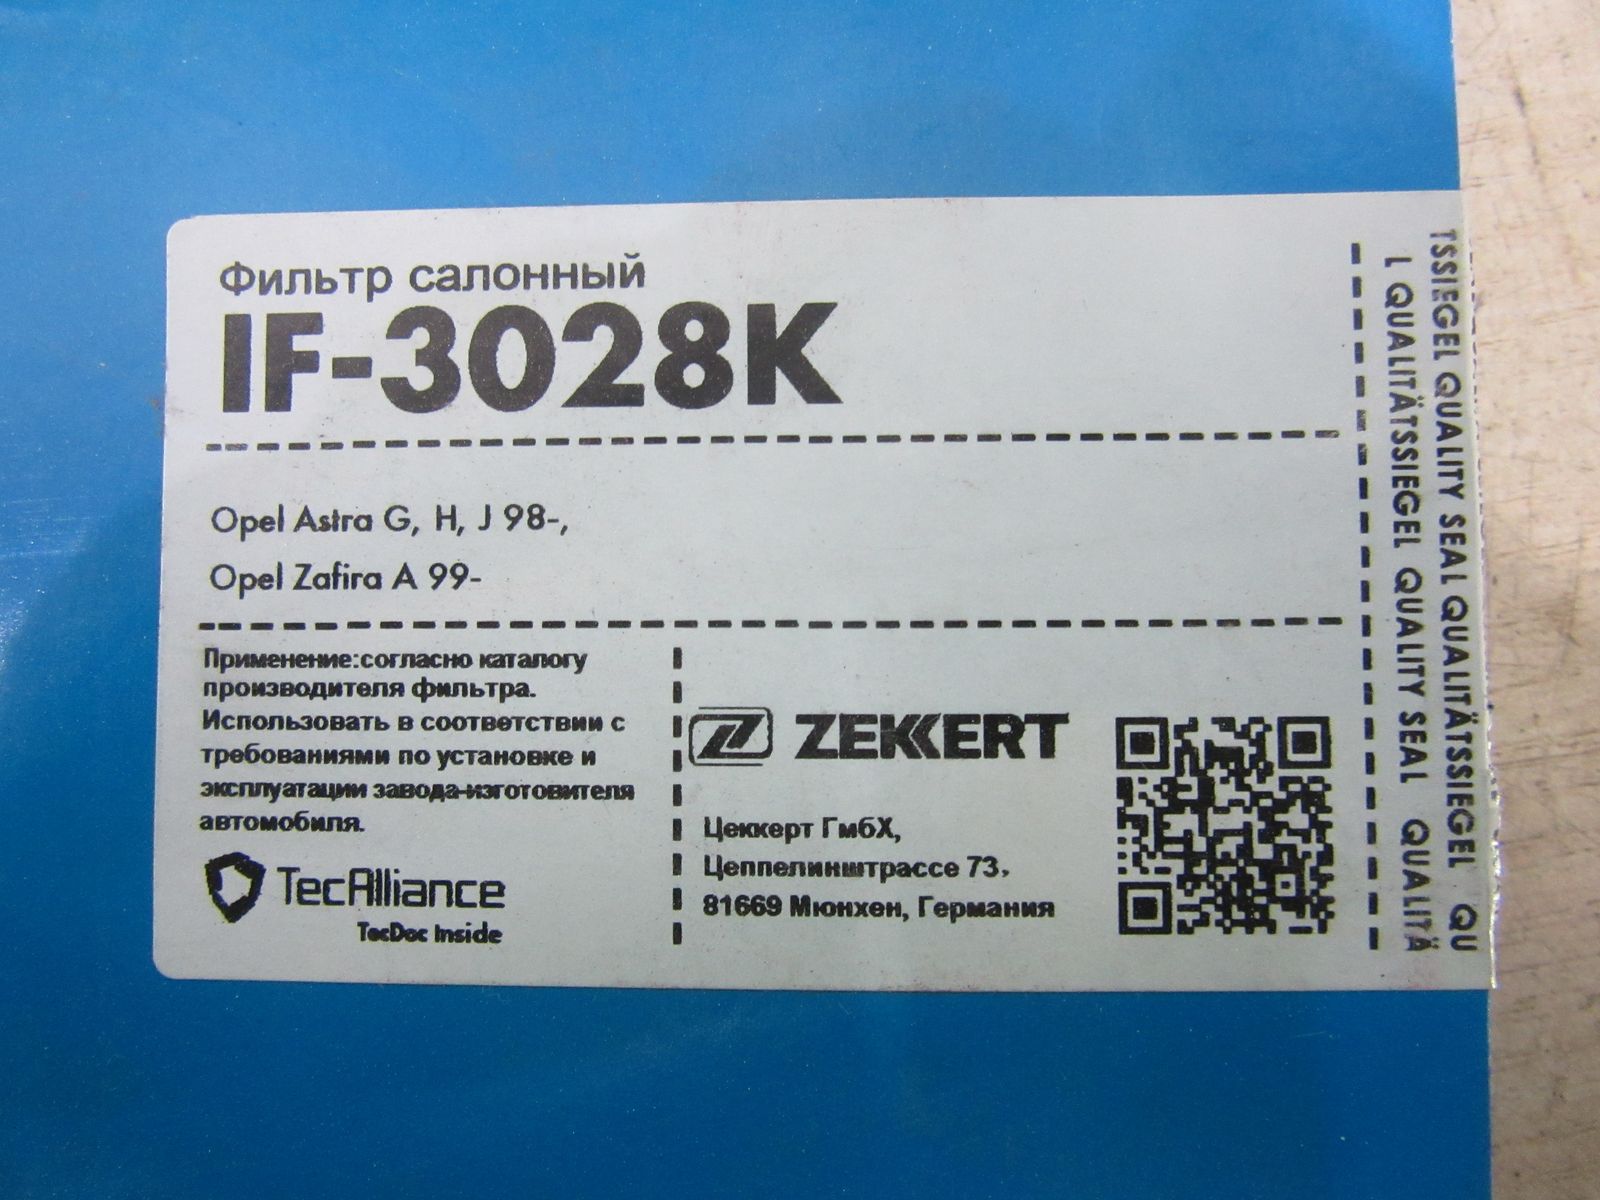 Фильтр салонный
IF-3028K
Opel Astra G, H, J 98-,
Opel Zafira A 99-
Применение:согласно каталогу
производителя фильтра.
Использовать в соответствии с
требованиями по установке и
эксплуатации завода-изготовителя
автомобиля.
TecAlliance
TecDoc Inside
ZEKKERT
Цеккерт ГмбХ,
Цеппелинштрассе 73,
81669 Мюнхен, Германия
TSSIEGEL QUALITY SEAL QUALITÄTSSIEGEL QU
L QUALITÄTSSIEGEL QUALITY SEAL QUALITÄ